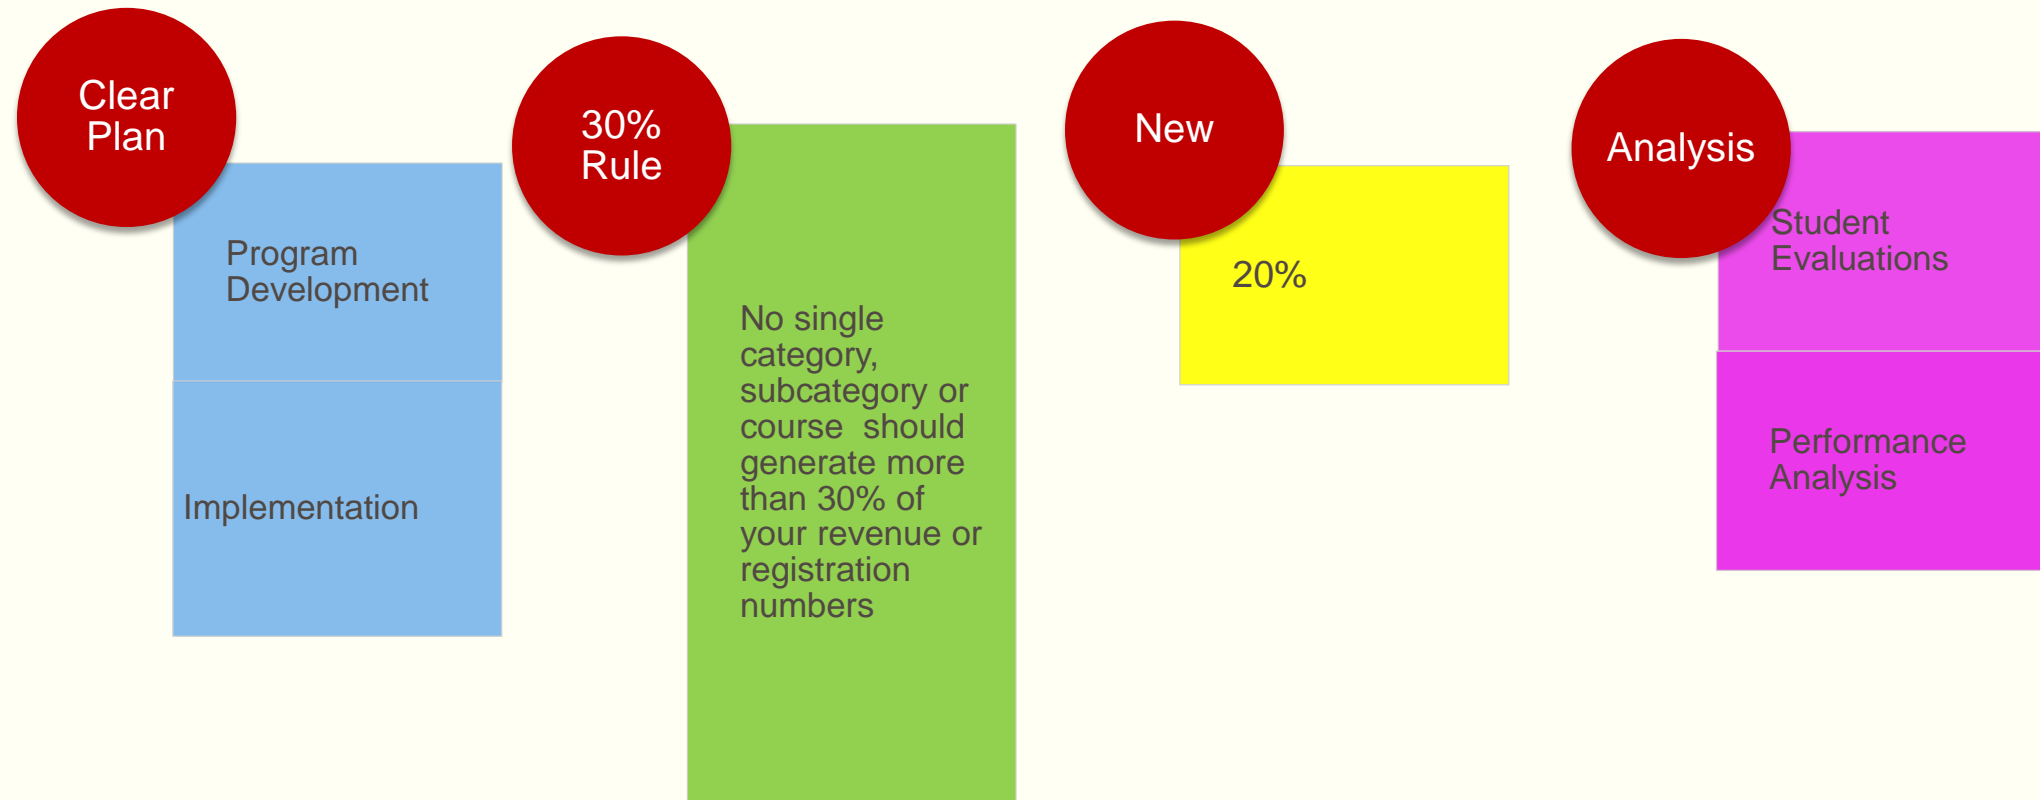 Clear
Plan
Program
Development
Implementation
30%
Rule
No single
category,
subcategory or
course  should
generate more
than 30% of
your revenue or
registration
numbers
New
20%
Analysis
Student
Evaluations
Performance
Analysis